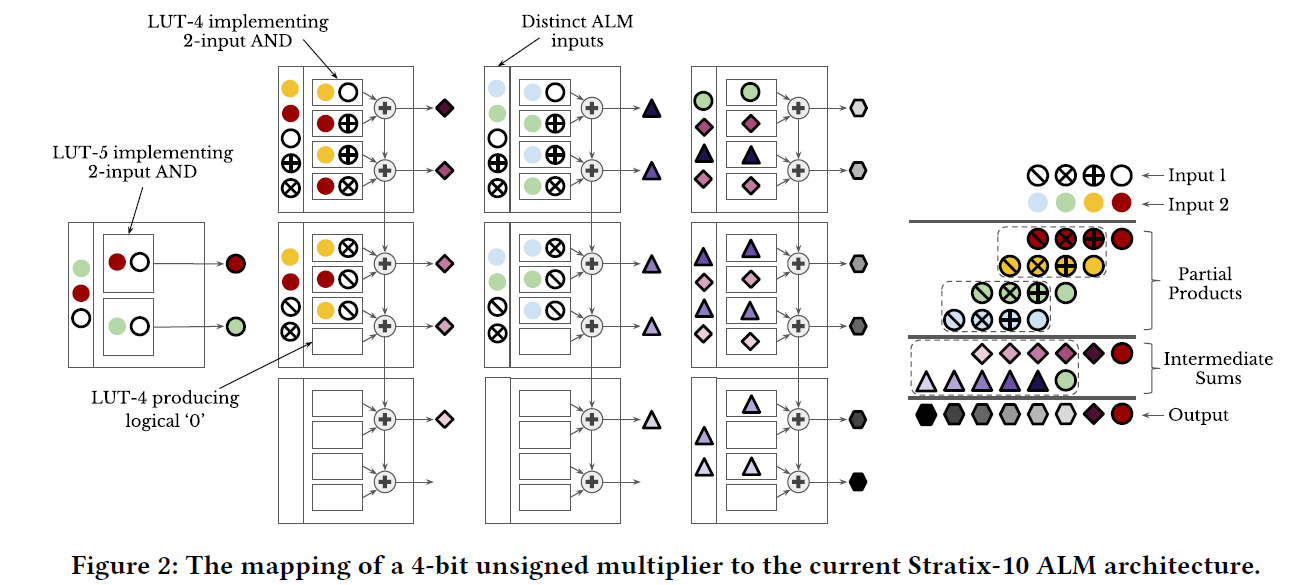 LUT-4 implementing
2-input AND
Distinct ALM
inputs
LUT-5 implementing
2-input AND
LUT-4 producing
logical ‘0’
Input 1
Input 2
Partial
Products
Intermediate
Sums
Output
Figure 2: The mapping of a 4-bit unsigned multiplier to the current Stratix-10 ALM architecture.